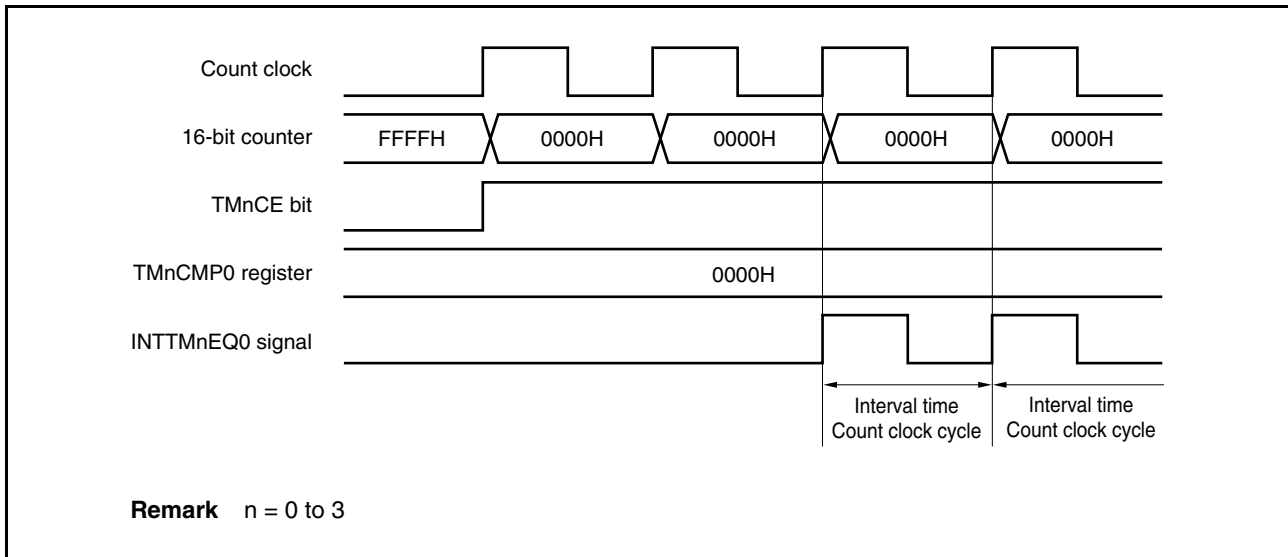 Count clock
16-bit counter FFFFH 0000H 0000H 0000H 0000H
TMnCE bit
TMnCMP0 register 0000H
INTTMnEQ0 signal
Interval time Interval time
Count clock cycle Count clock cycle
Remark n = 0 to 3